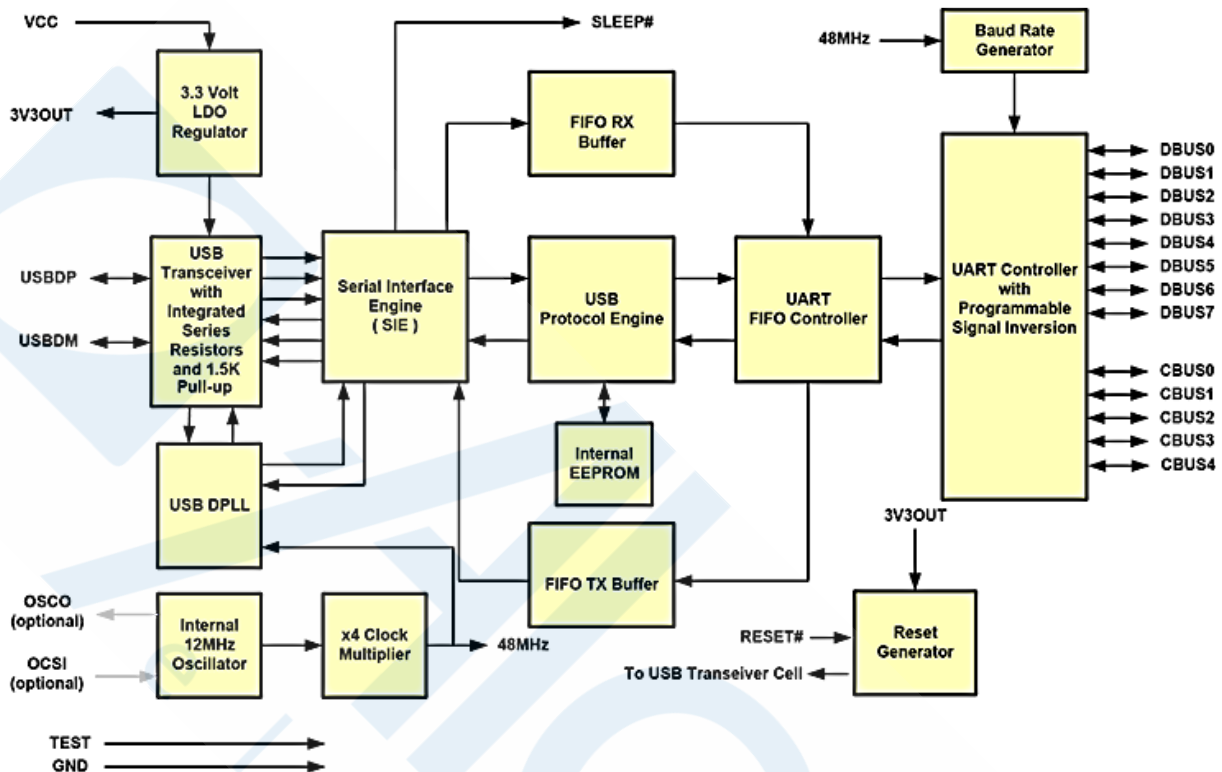 VCC
SLEEP#
48MHz
Baud Rate
Generator
3.3 Volt
LDO
Regulator
3V3OUT
FIFO RX
Buffer
DBUS0
DBUS1
DBUS2
DBUS3
DBUS4
DBUS5
DBUS6
DBUS7
USBDP
USBDM
USB
Transceiver
with
Integrated
Series
Resistors
and 1.5K
Pull-up
Serial Interface
Engine
( SIE )
USB
Protocol Engine
UART
FIFO Controller
UART Controller
with
Programmable
Signal Inversion
CBUS0
CBUS1
CBUS2
CBUS3
CBUS4
USB DPLL
Internal
EEPROM
3V3OUT
FIFO TX Buffer
OSCO
(optional)
OCSI
(optional)
Internal
12MHz
Oscillator
x4 Clock
Multiplier
48MHz
RESET#
To USB Transeiver Cell
Reset
Generator
TEST
GND